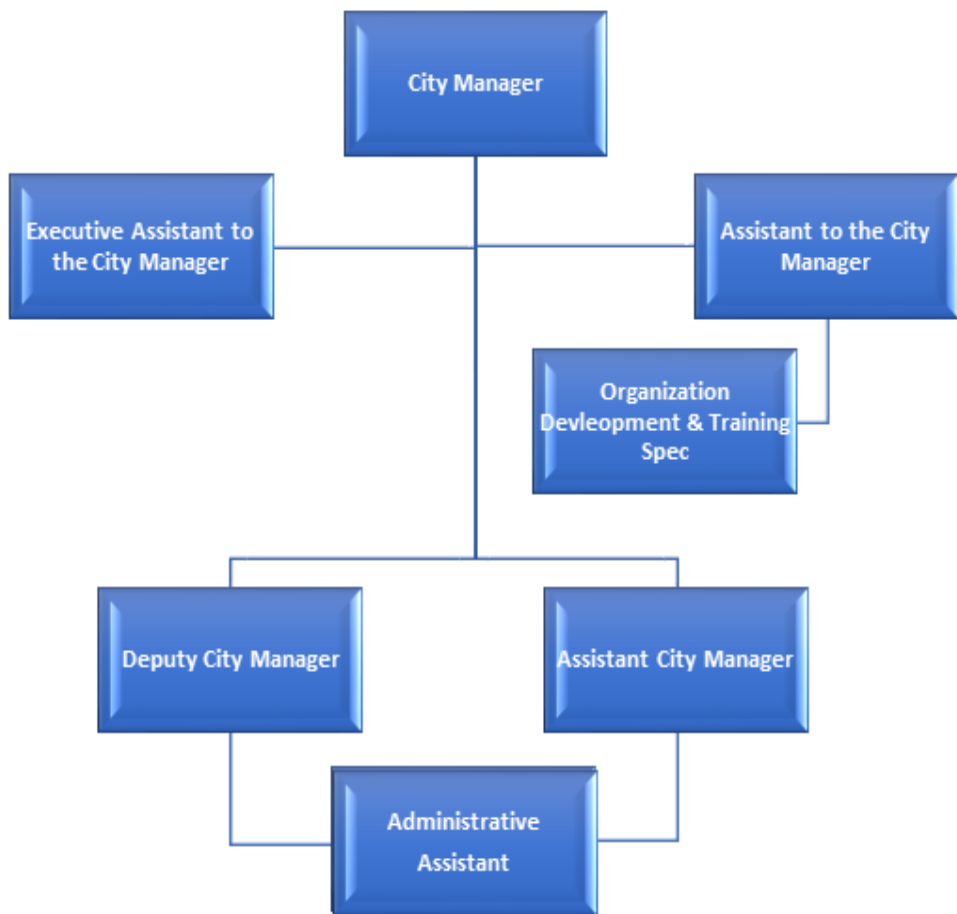 City Manager
Executive Assistant to
the City Manager
Assistant to the City
Manager
Organization
Devleopment & Training
Spec
Deputy City Manager
Assistant City Manager
Administrative
Assistant